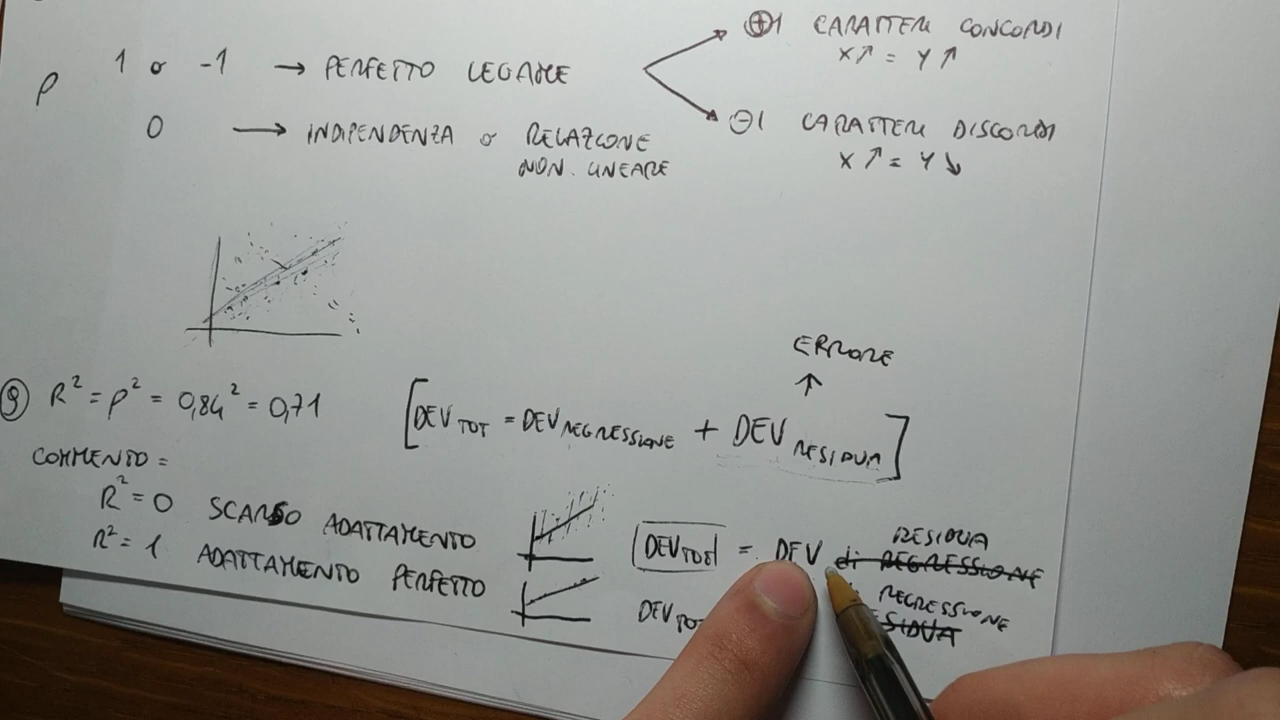 ρ 1 o -1 → PERFETTO LEGAME
⊕1 CARATTERI CONCORDI
X↗ = Y↗
⊖1 CARATTERI DISCORDI
X↗ = Y↘
0 → INDIPENDENZA o RELAZIONE
NON LINEARE
ERRORE
↑
9 R² = ρ² = 0,84² = 0,71 [DEV TOT = DEV REGRESSIONE + DEV RESIDUA]
COMMENTO =
R² = 0 SCARSO ADATTAMENTO
R² = 1 ADATTAMENTO PERFETTO
RESIDUA
DEV TOT = DEV di REGRESSIONE
DEV TO REGRESSIONE
SIDUA